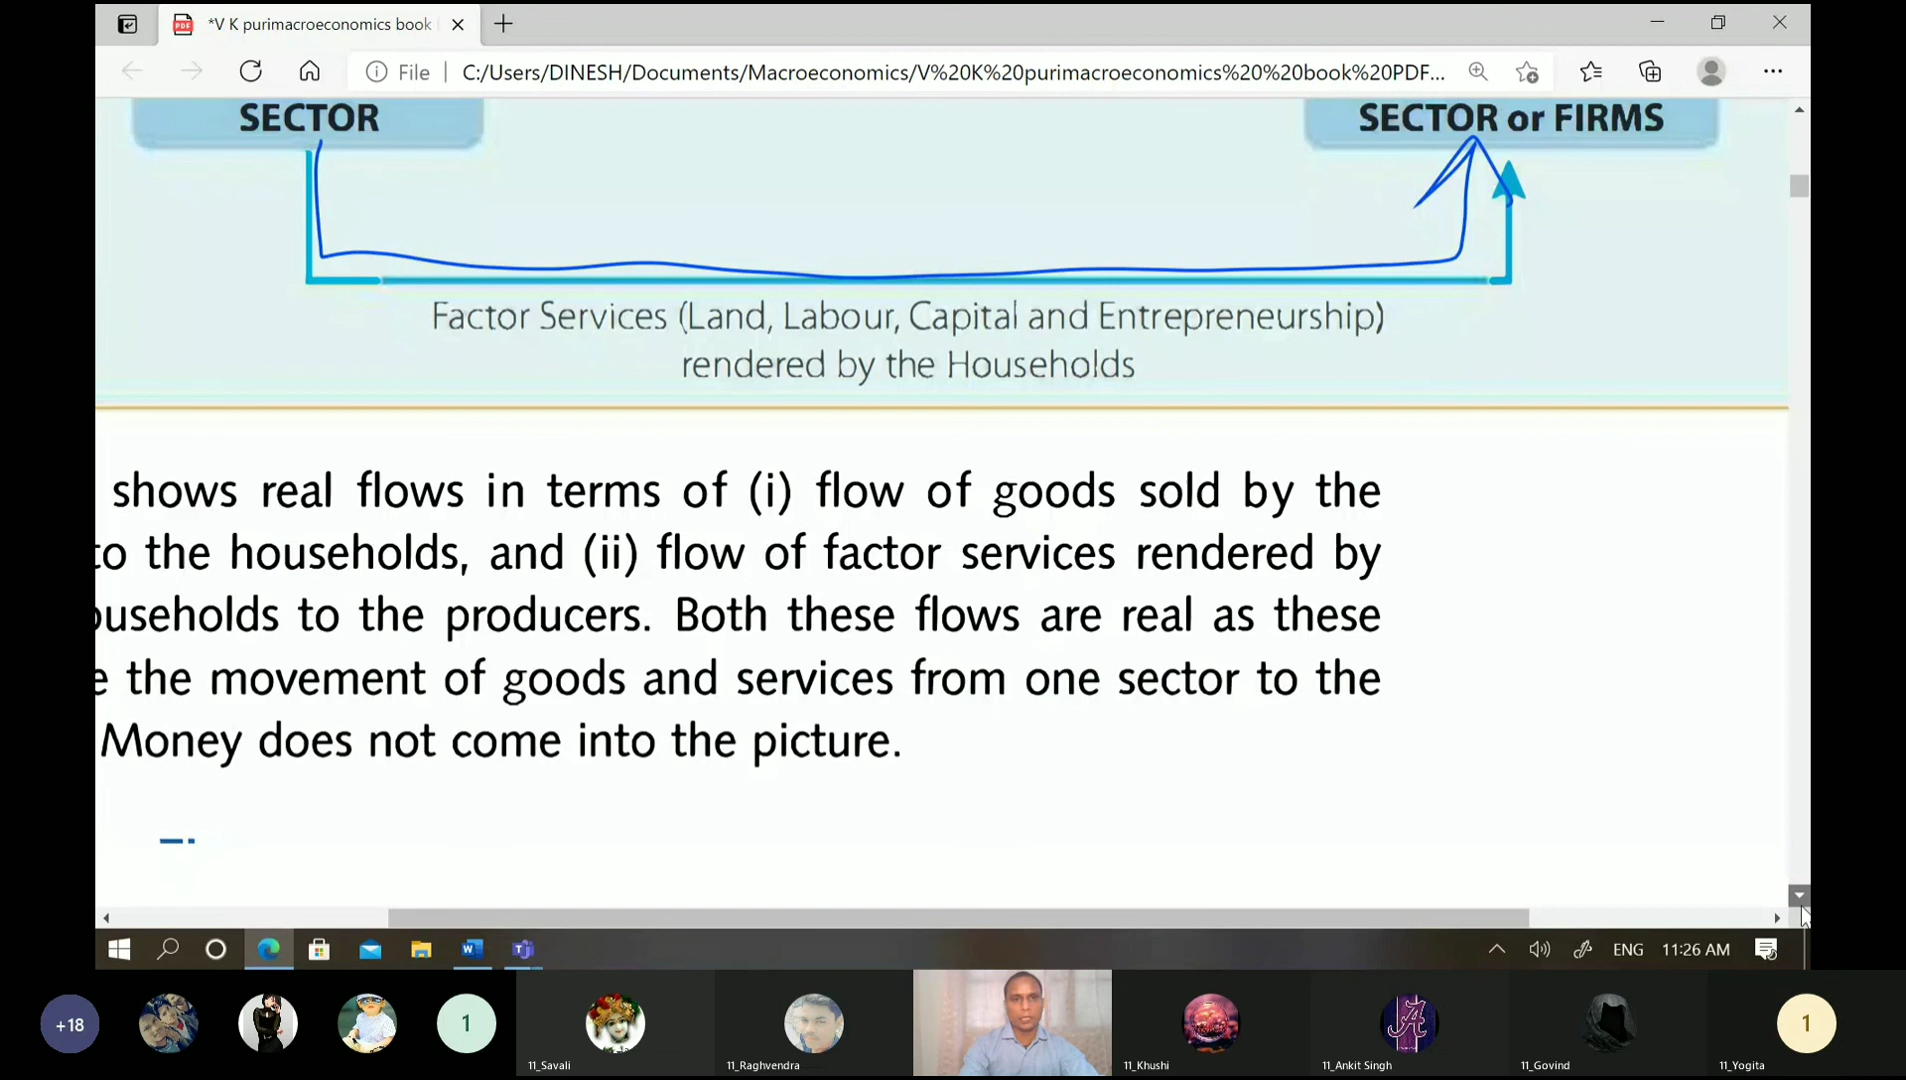 *V K purimacroeconomics book
File
C:/Users/DINESH/Documents/Macroeconomics/V%20K%20purimacroeconomics%20%20book%20PDF...
SECTOR
SECTOR or FIRMS
Factor Services (Land, Labour, Capital and Entrepreneurship)
rendered by the Households
shows real flows in terms of (i) flow of goods sold by the
to the households, and (ii) flow of factor services rendered by
ouseholds to the producers. Both these flows are real as these
e the movement of goods and services from one sector to the
Money does not come into the picture.
ENG 11:26 AM
+18
1
1
11_Savali
11_Raghvendra
11_Khushi
11_Ankit Singh
11_Govind
11_Yogita